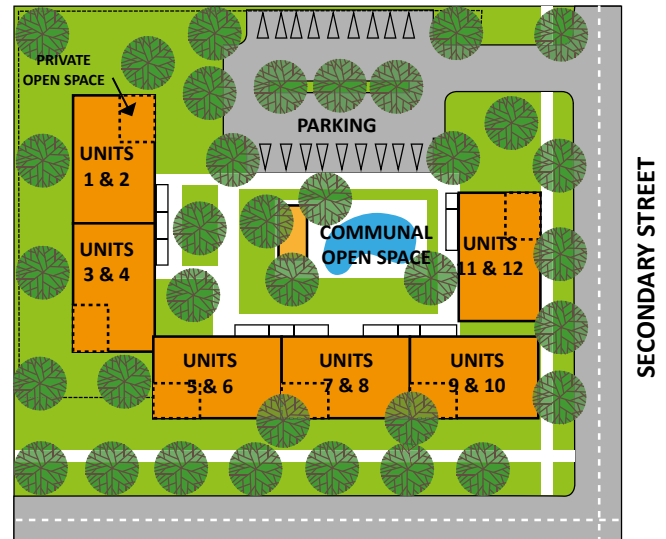 PRIVATE
OPEN SPACE
PARKING
UNITS
1 & 2
UNITS
3 & 4
COMMUNAL
OPEN SPACE
UNITS
11 & 12
UNITS
5 & 6
UNITS
7 & 8
UNITS
9 & 10
SECONDARY STREET